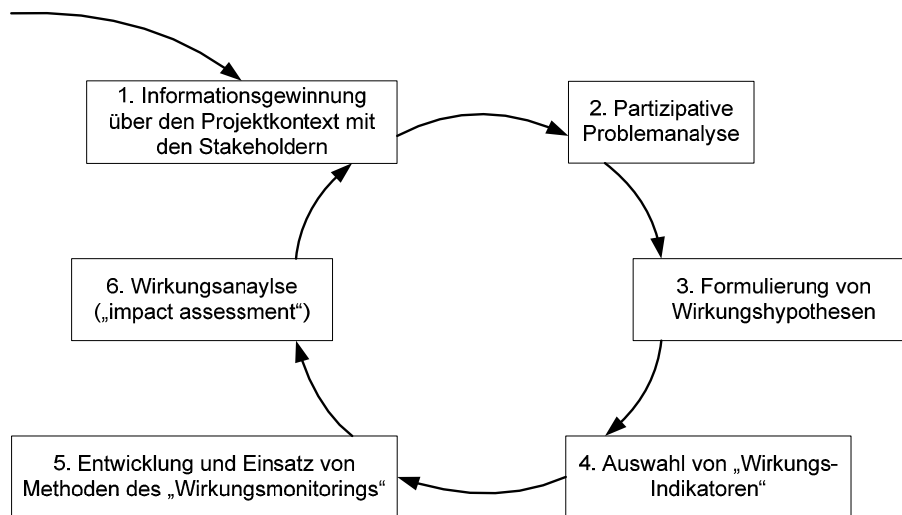 1. Informationsgewinnung
über den Projektkontext mit
den Stakeholdern
2. Partizipative
Problemanalyse
3. Formulierung von
Wirkungshypothesen
4. Auswahl von „Wirkungs-
Indikatoren“
5. Entwicklung und Einsatz von
Methoden des „Wirkungsmonitorings“
6. Wirkungsanaylse
(„impact assessment“)